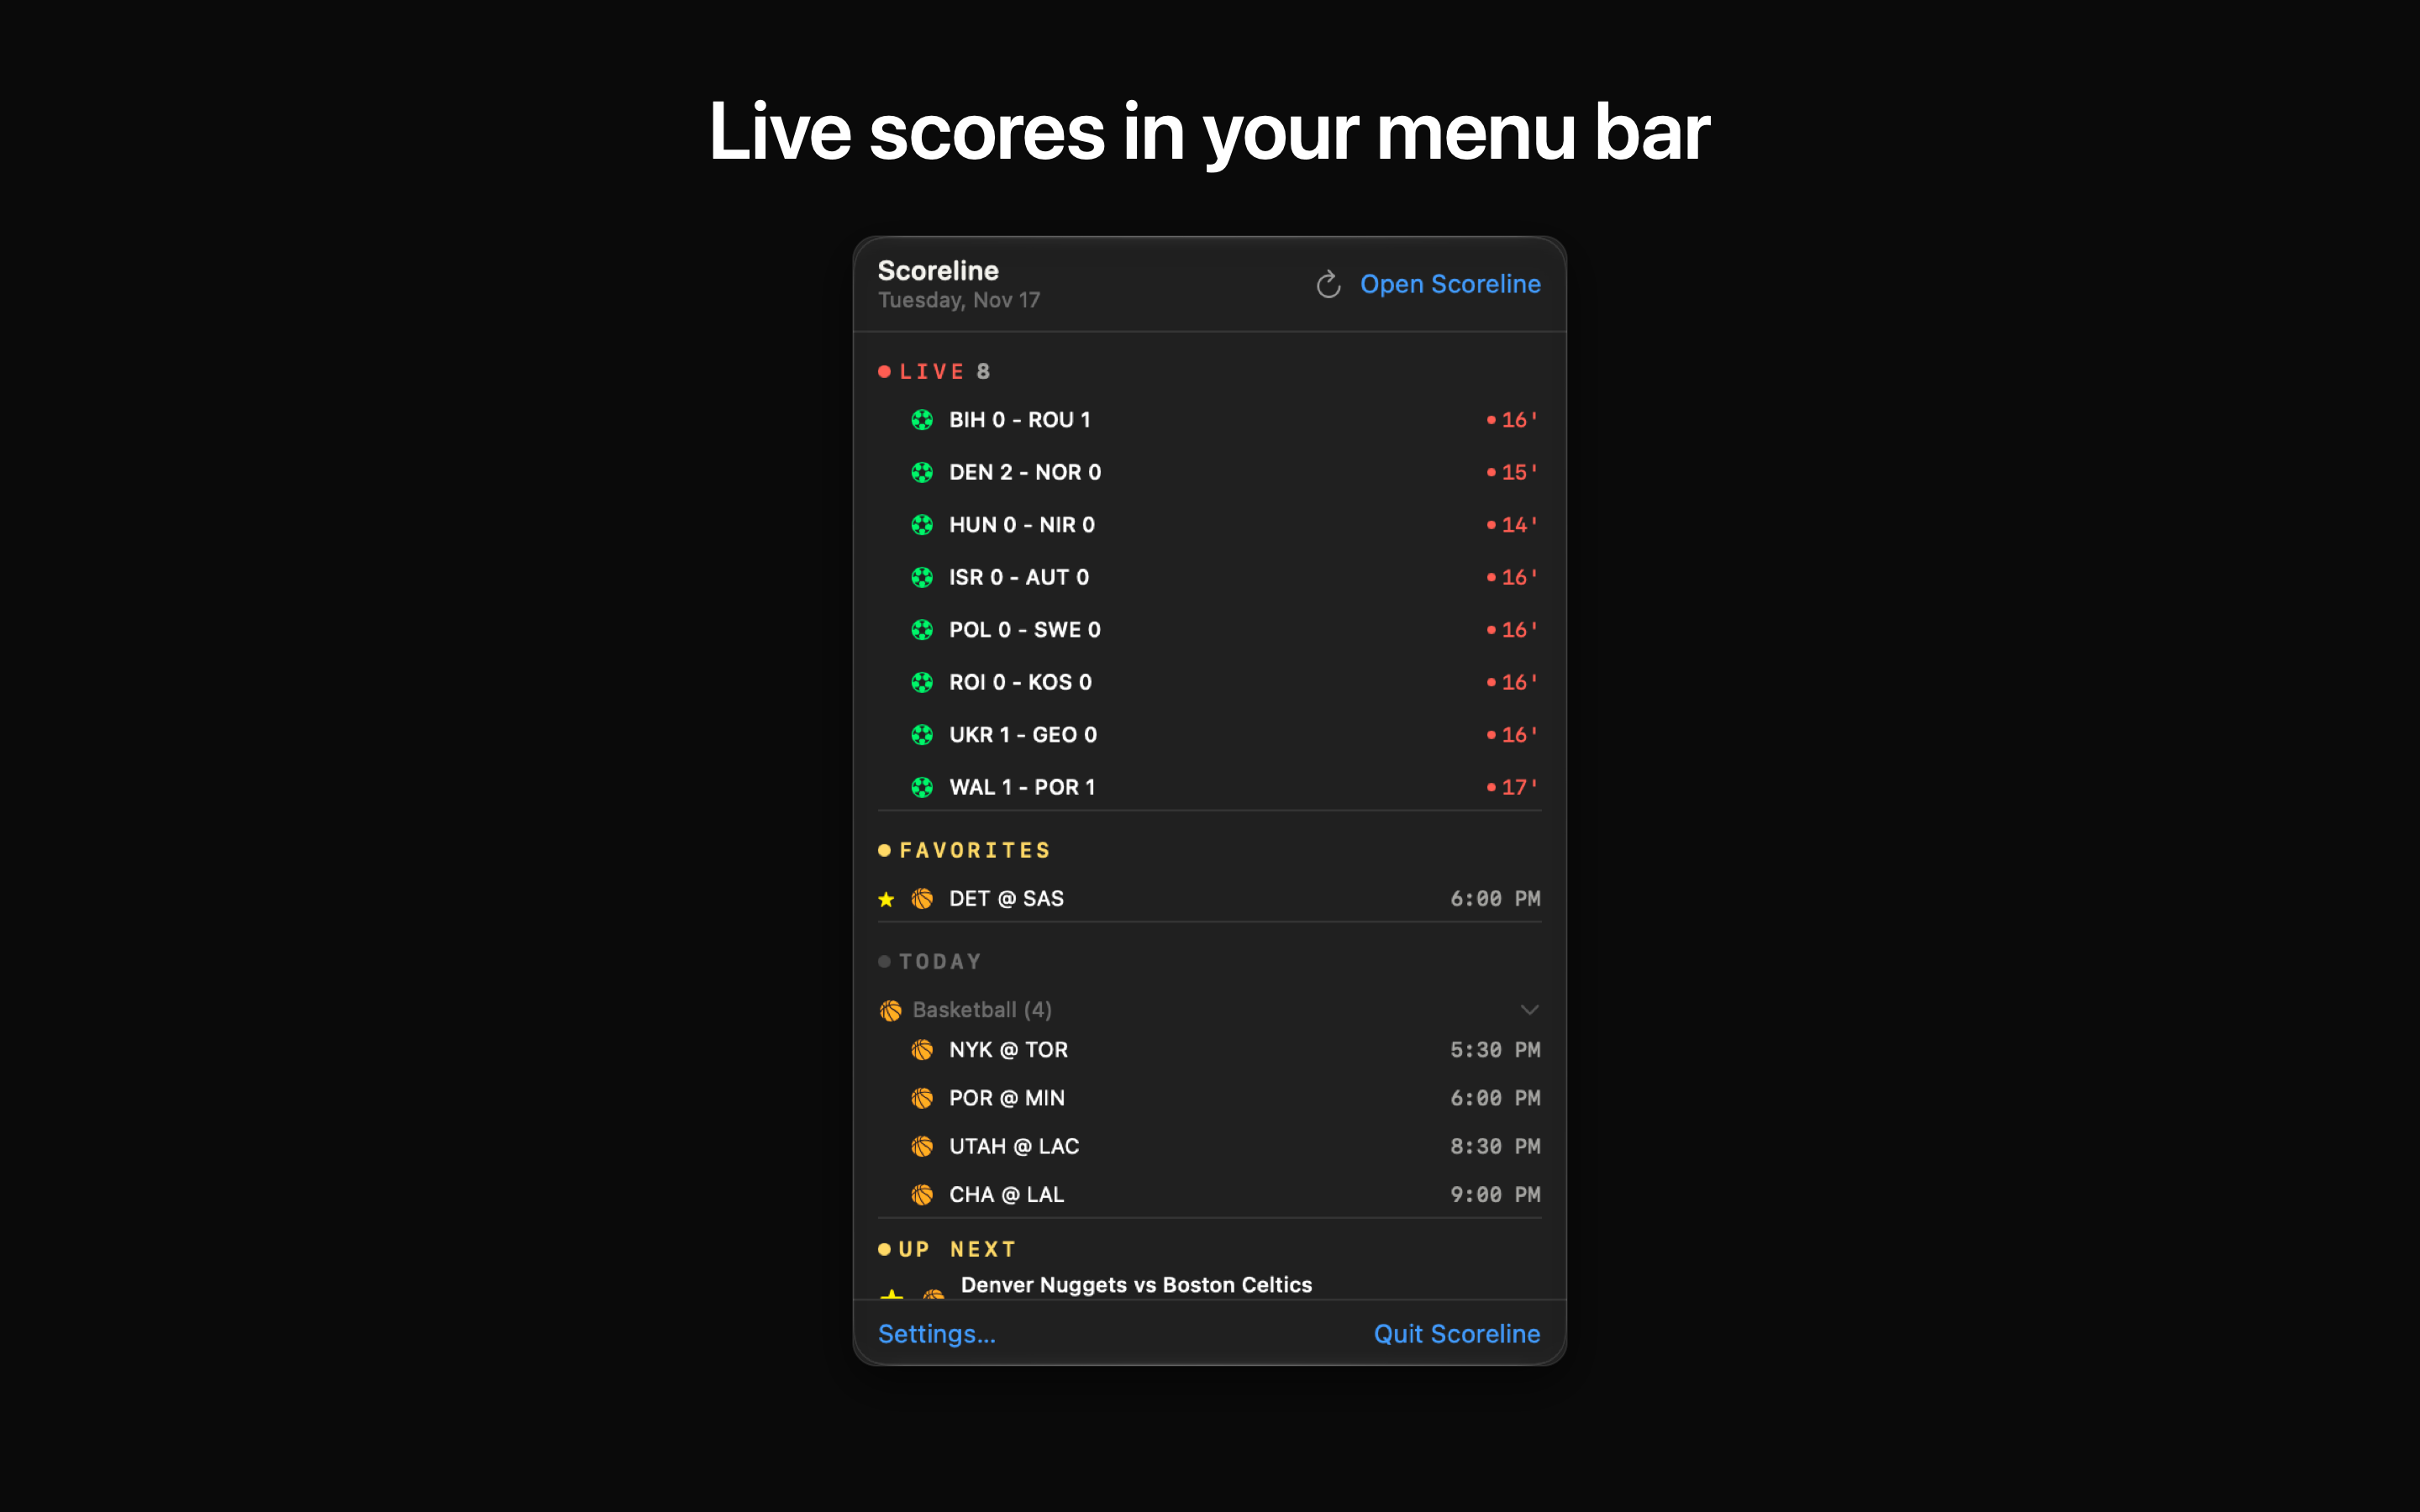 Live scores in your menu bar
Scoreline
Open Scoreline
Tuesday, Nov 17
LIVE 8
BIH 0 - ROU 1 16'
DEN 2 - NOR 0 15'
HUN 0 - NIR 0 14'
ISR 0 - AUT 0 16'
POL 0 - SWE 0 16'
ROI 0 - KOS 0 16'
UKR 1 - GEO 0 16'
WAL 1 - POR 1 17'
FAVORITES
DET @ SAS 6:00 PM
TODAY
Basketball (4)
NYK @ TOR 5:30 PM
POR @ MIN 6:00 PM
UTAH @ LAC 8:30 PM
CHA @ LAL 9:00 PM
UP NEXT
Denver Nuggets vs Boston Celtics
Settings... Quit Scoreline